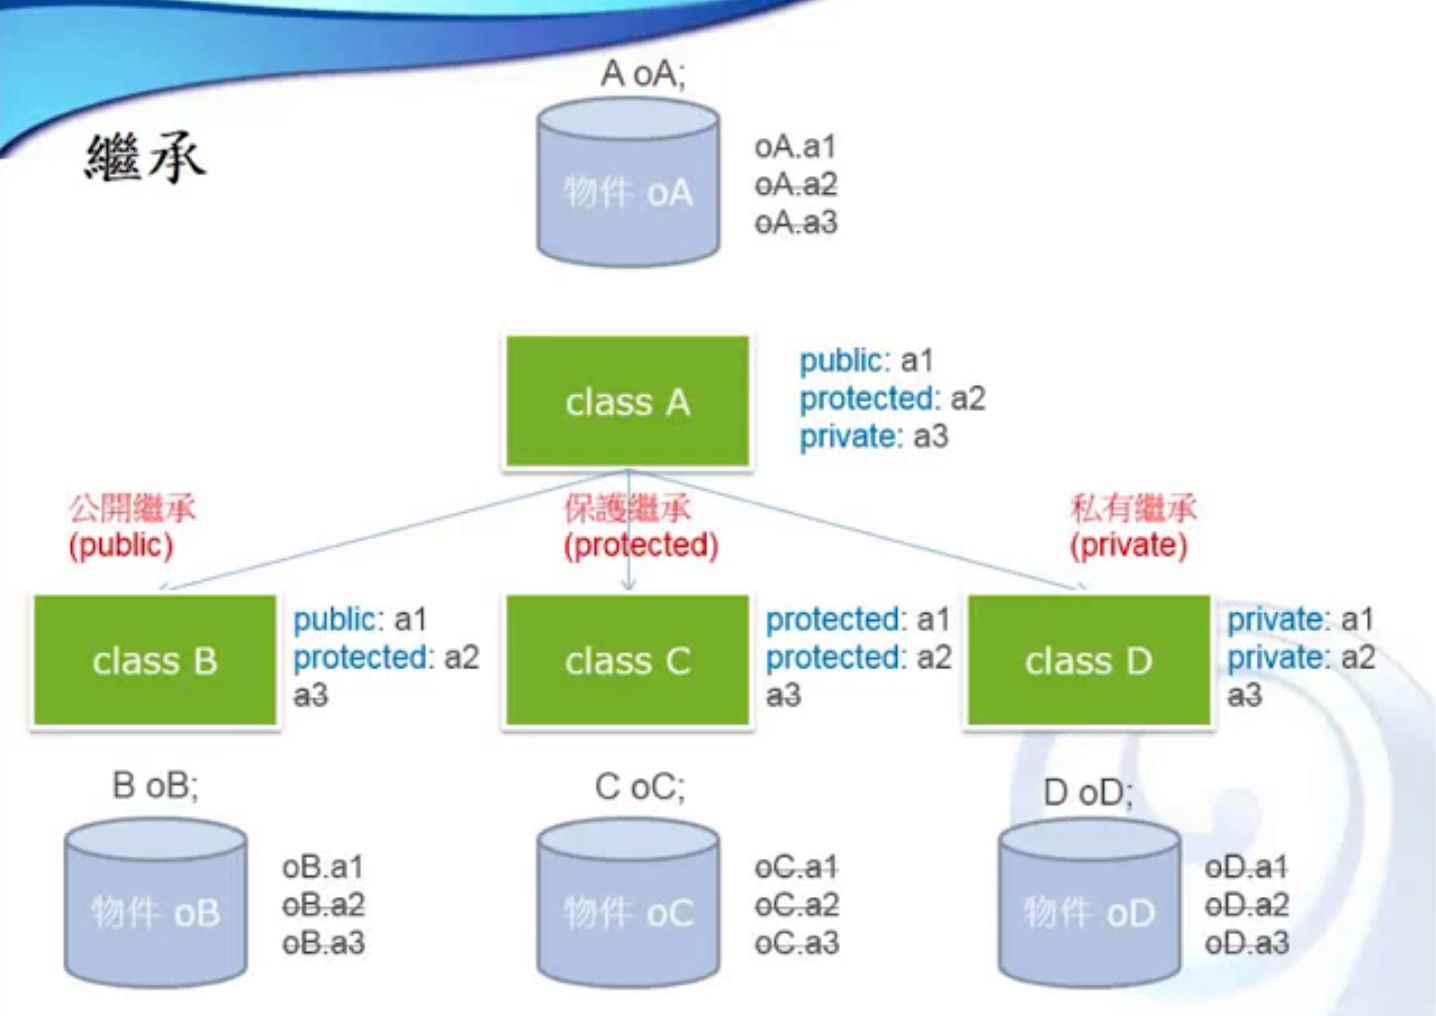 A oA;
繼承
物件 oA
oA.a1
oA.a2
oA.a3
class A
public: a1
protected: a2
private: a3
公開繼承
(public)
保護繼承
(protected)
私有繼承
(private)
class B
public: a1
protected: a2
a3
class C
protected: a1
protected: a2
a3
class D
private: a1
private: a2
a3
B oB;
物件 oB
oB.a1
oB.a2
oB.a3
C oC;
物件 oC
oC.a1
oC.a2
oC.a3
D oD;
物件 oD
oD.a1
oD.a2
oD.a3